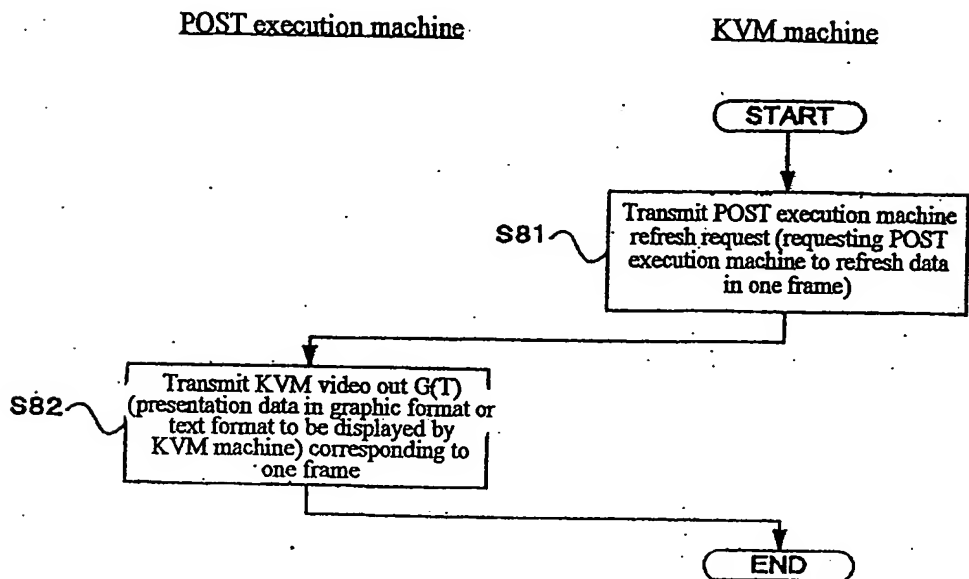 POST execution machine
KVM machine
START
S81
Transmit POST execution machine
refresh request (requesting POST
execution machine to refresh data
in one frame)
S82
Transmit KVM video out G(T)
(presentation data in graphic format or
text format to be displayed by
KVM machine) corresponding to
one frame
END